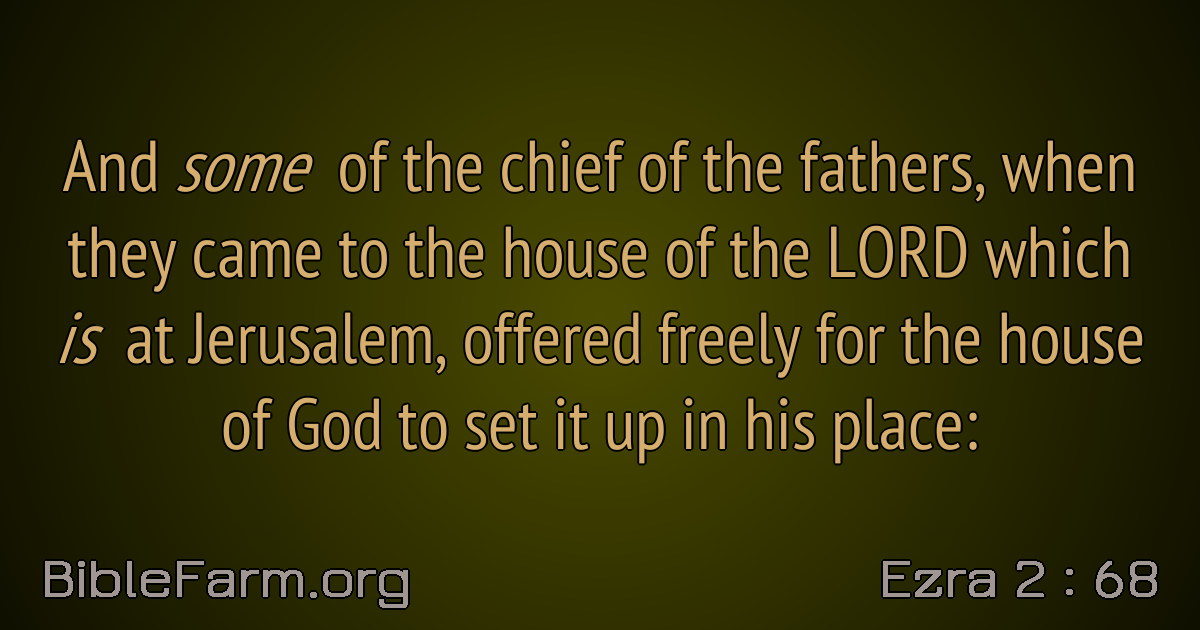 And some of the chief of the fathers, when
they came to the house of the LORD which
is at Jerusalem, offered freely for the house
of God to set it up in his place:
BibleFarm.org
Ezra 2 : 68